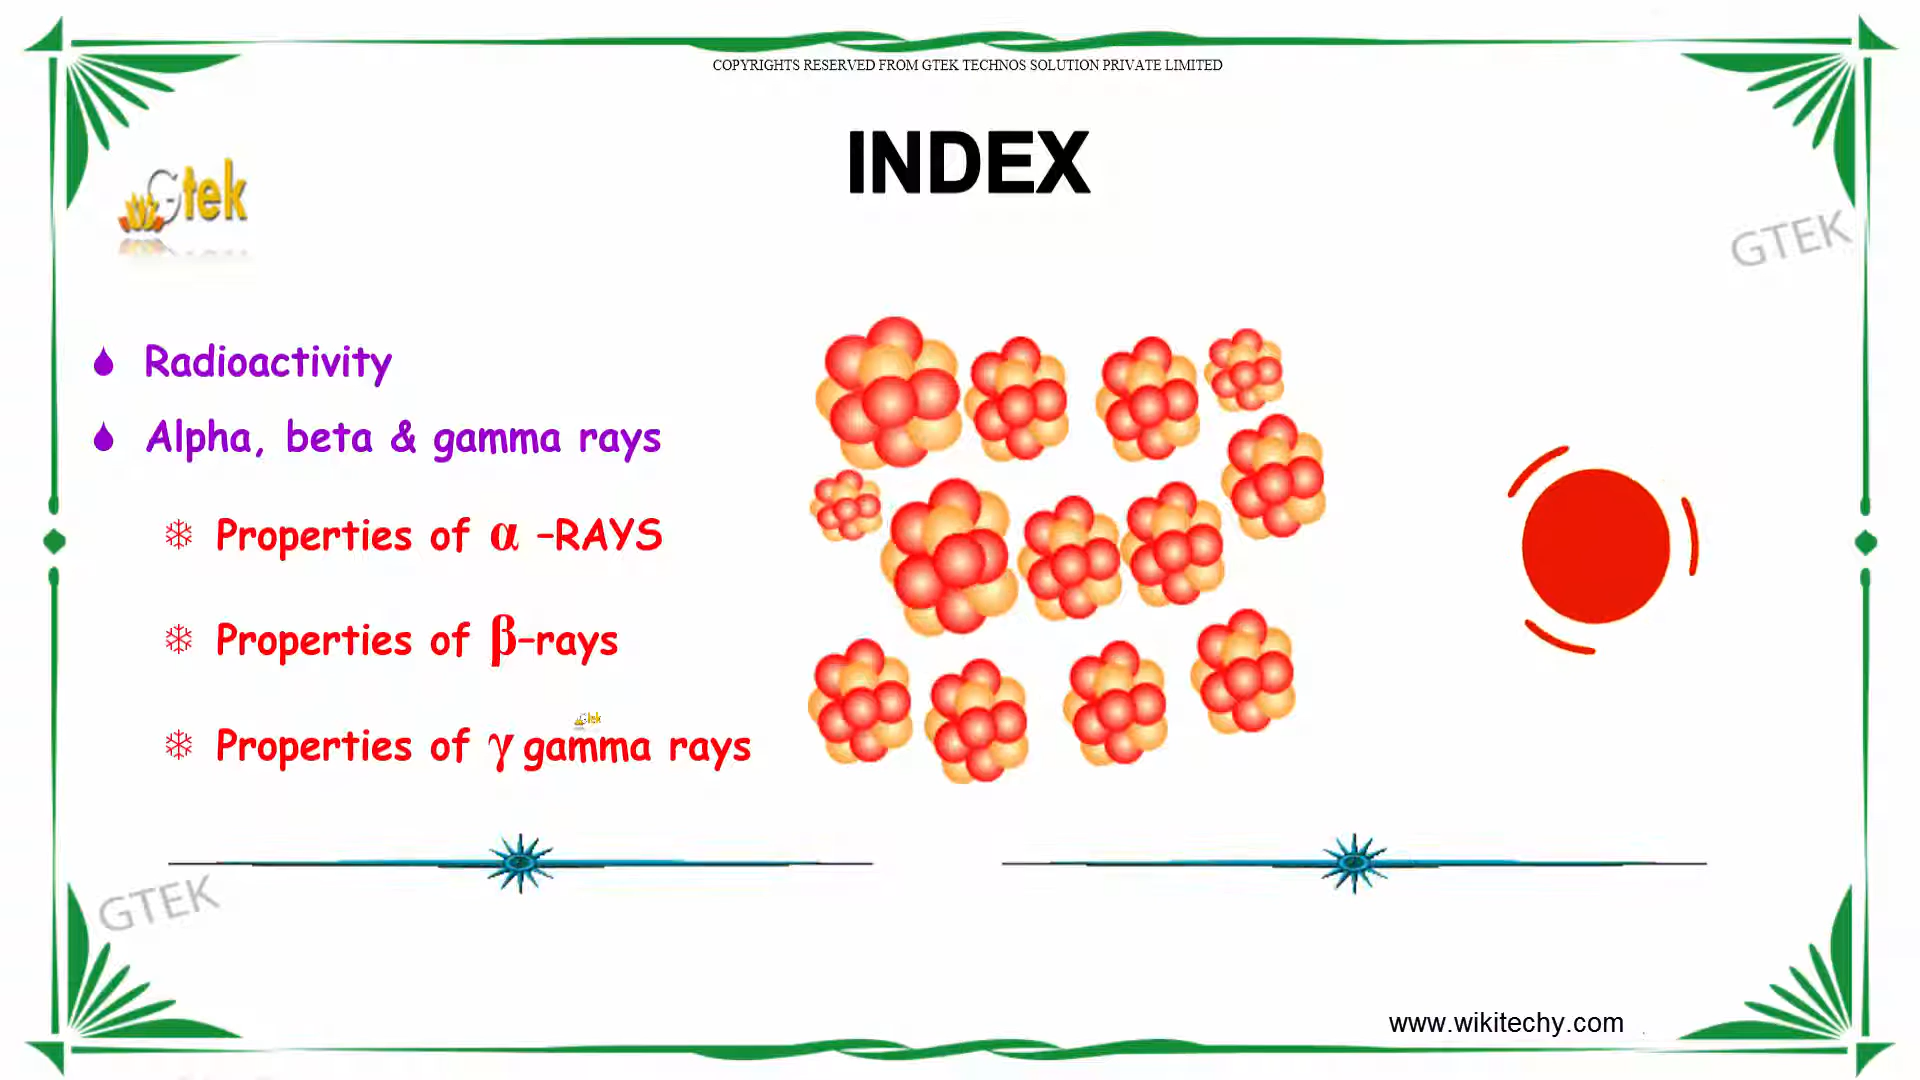 COPYRIGHTS RESERVED FROM GTEK TECHNOS SOLUTION PRIVATE LIMITED
INDEX
Gtek
GTEK
Radioactivity
Alpha, beta & gamma rays
Properties of α -RAYS
Properties of β-rays
Gtek
Properties of γ gamma rays
GTEK
www.wikitechy.com